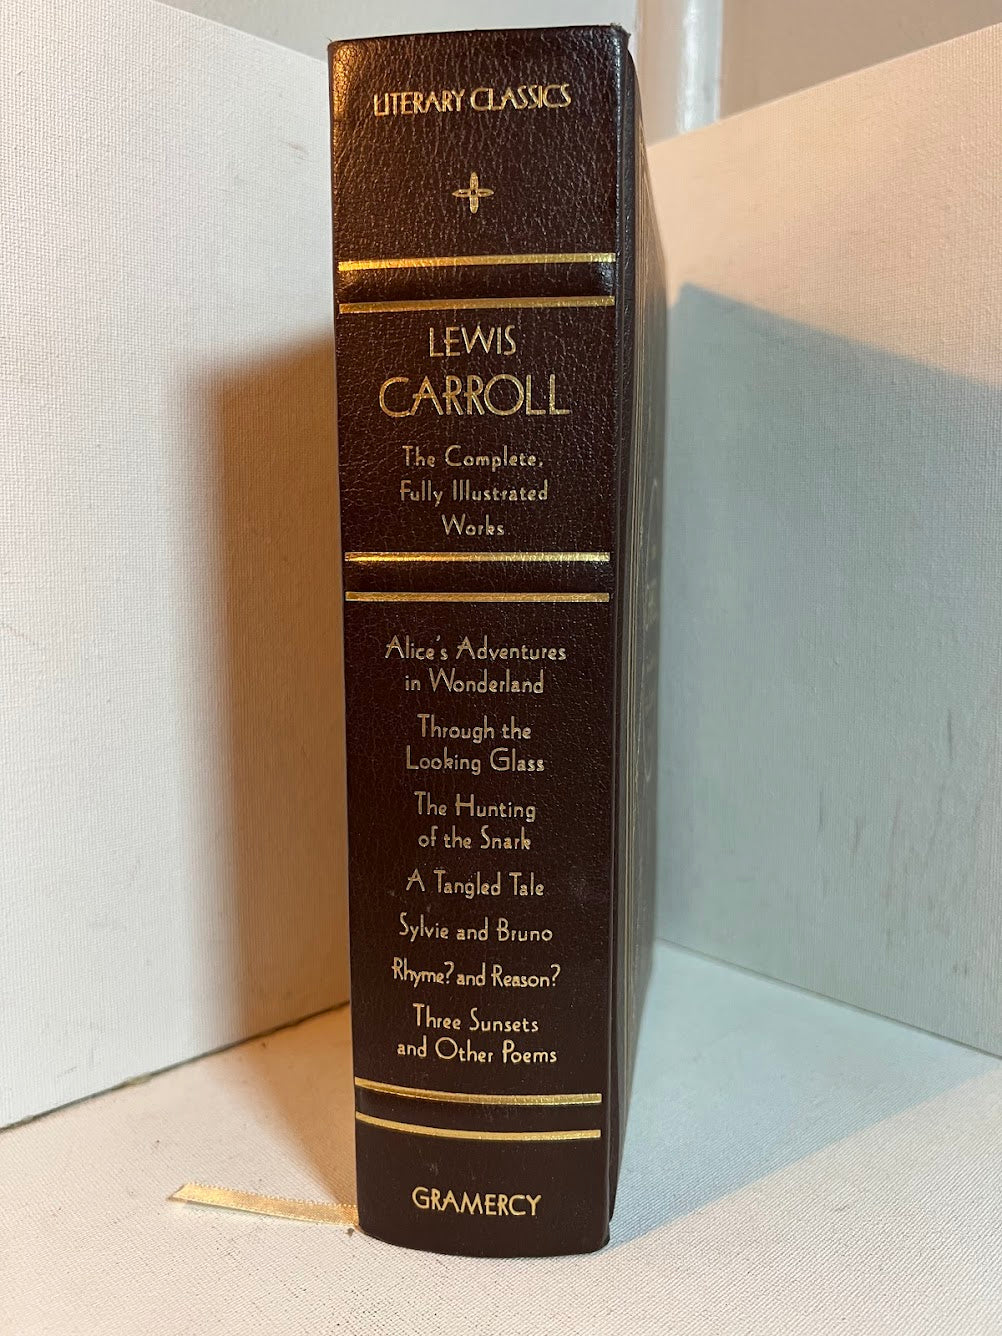 LITERARY CLASSICS
LEWIS
CARROLL
The Complete,
Fully Illustrated
Works
Alice's Adventures
in Wonderland
Through the
Looking Glass
The Hunting
of the Snark
A Tangled Tale
Sylvie and Bruno
Rhyme? and Reason?
Three Sunsets
and Other Poems
GRAMERCY